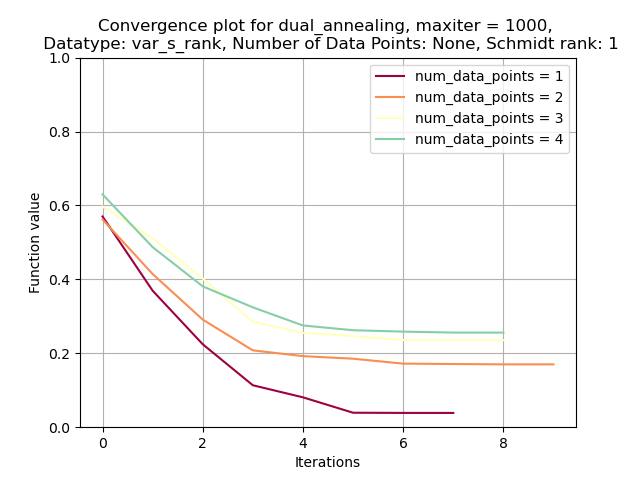 Convergence plot for dual_annealing, maxiter = 1000,
Datatype: var_s_rank, Number of Data Points: None, Schmidt rank: 1
1.0
0.8
0.6
0.4
0.2
0.0
Function value
num_data_points = 1
num_data_points = 2
num_data_points = 3
num_data_points = 4
0 2 4 6 8
Iterations